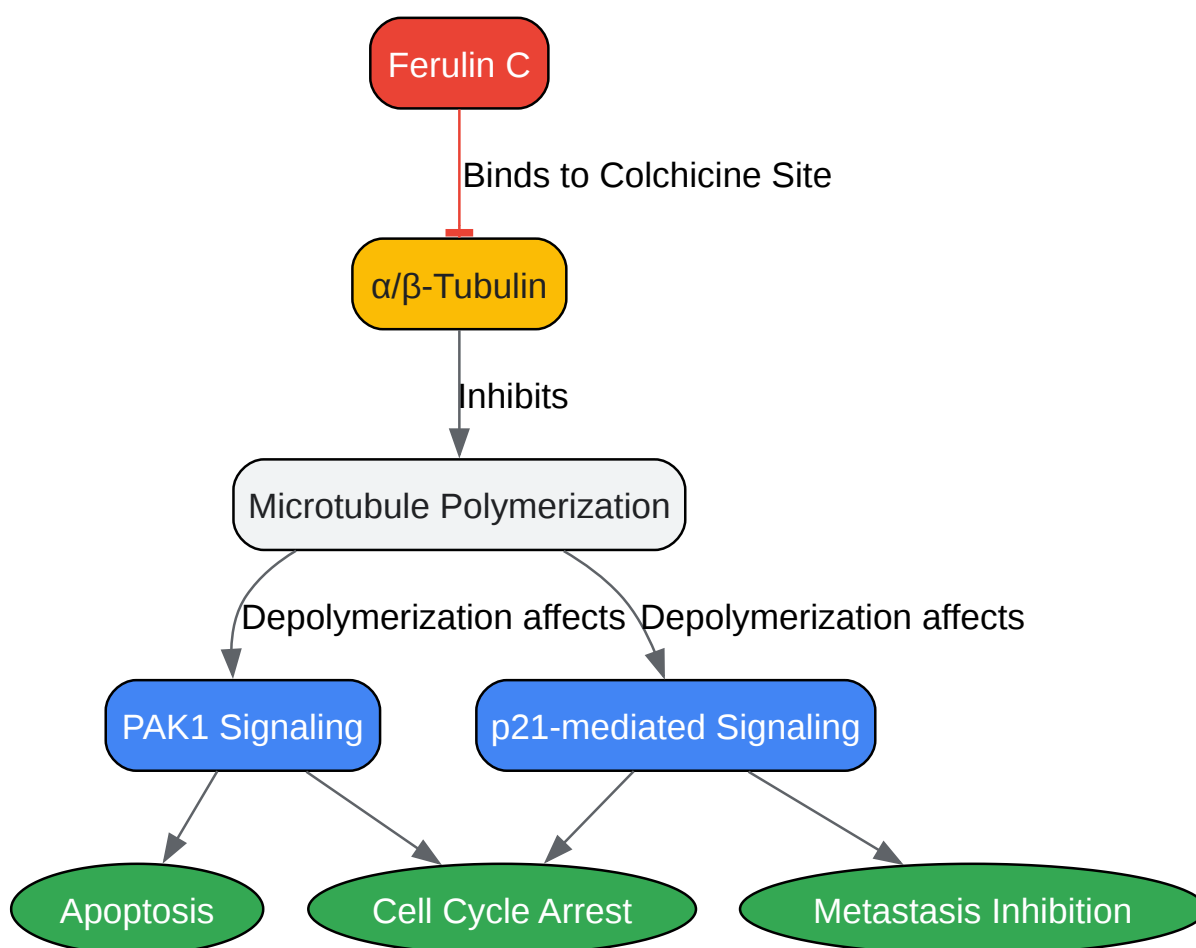 Ferulin C
Binds to Colchicine Site
α/β-Tubulin
Inhibits
Microtubule Polymerization
Depolymerization affects
Depolymerization affects
PAK1 Signaling
p21-mediated Signaling
Apoptosis
Cell Cycle Arrest
Metastasis Inhibition